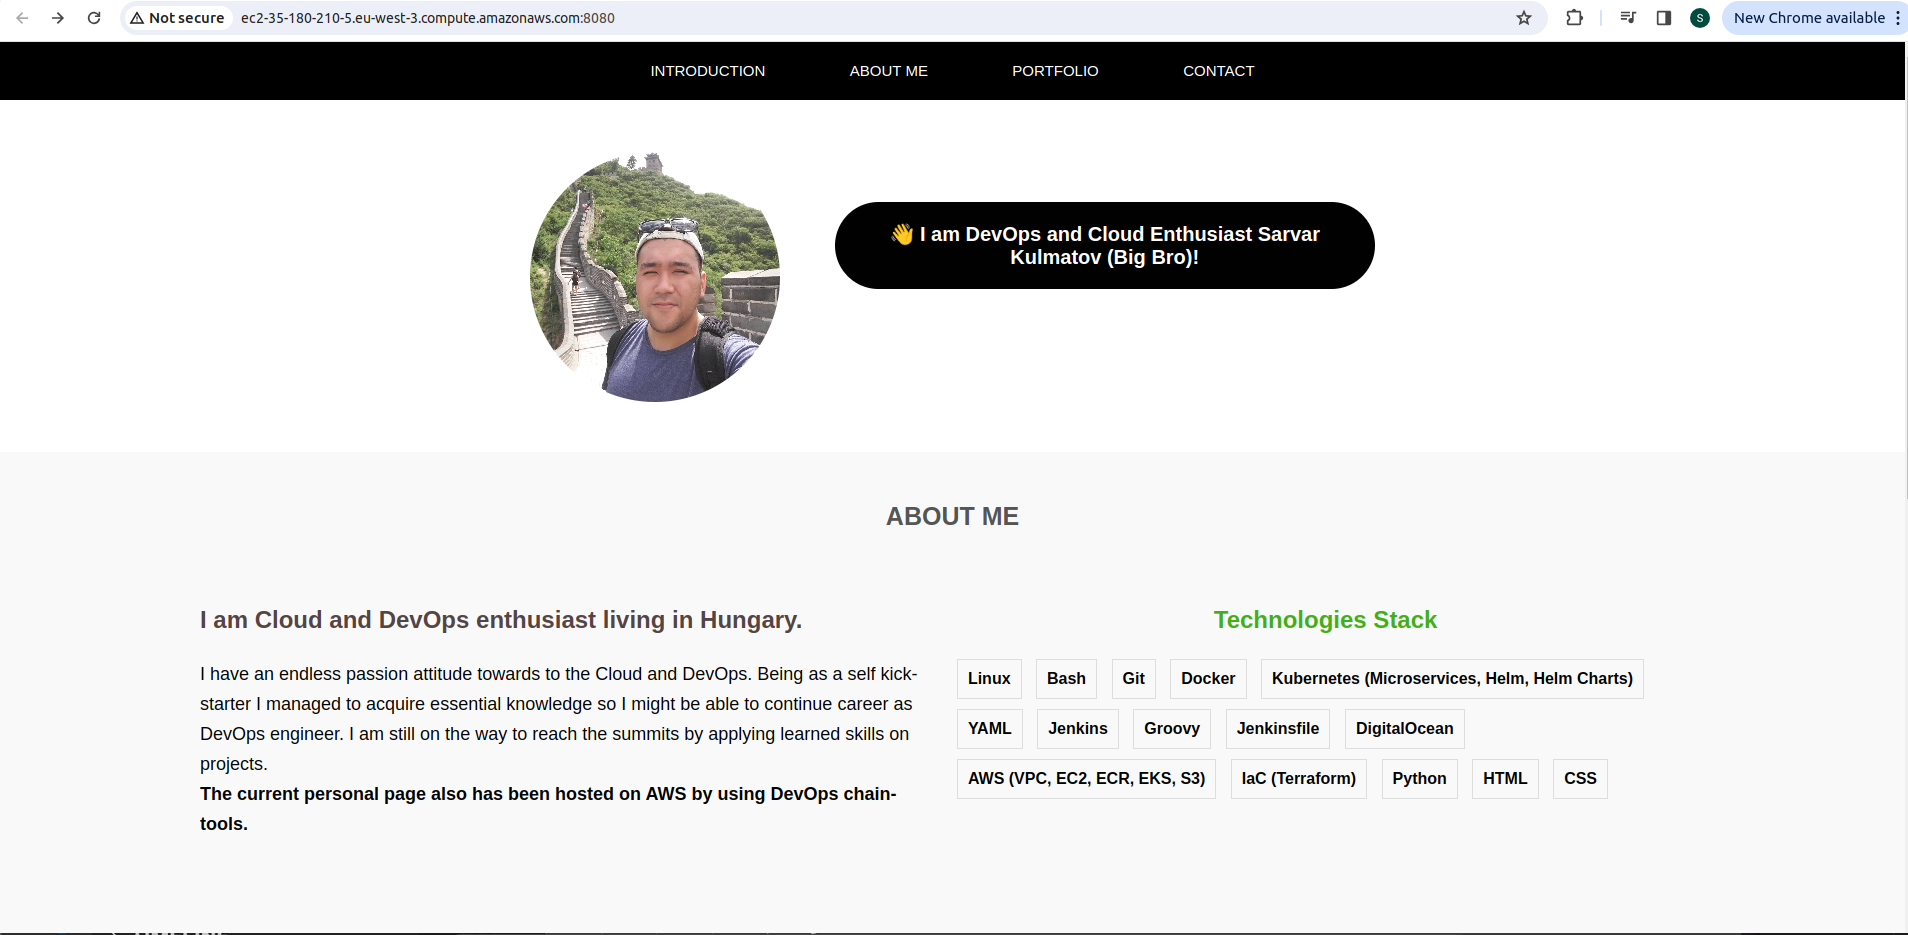 Not secure ec2-35-180-210-5.eu-west-3.compute.amazonaws.com:8080 S New Chrome available
INTRODUCTION ABOUT ME PORTFOLIO CONTACT
👋 I am DevOps and Cloud Enthusiast Sarvar
Kulmatov (Big Bro)!
ABOUT ME
I am Cloud and DevOps enthusiast living in Hungary.
I have an endless passion attitude towards to the Cloud and DevOps. Being as a self kick-
starter I managed to acquire essential knowledge so I might be able to continue career as
DevOps engineer. I am still on the way to reach the summits by applying learned skills on
projects.
The current personal page also has been hosted on AWS by using DevOps chain-
tools.
Technologies Stack
Linux Bash Git Docker Kubernetes (Microservices, Helm, Helm Charts)
YAML Jenkins Groovy Jenkinsfile DigitalOcean
AWS (VPC, EC2, ECR, EKS, S3) IaC (Terraform) Python HTML CSS